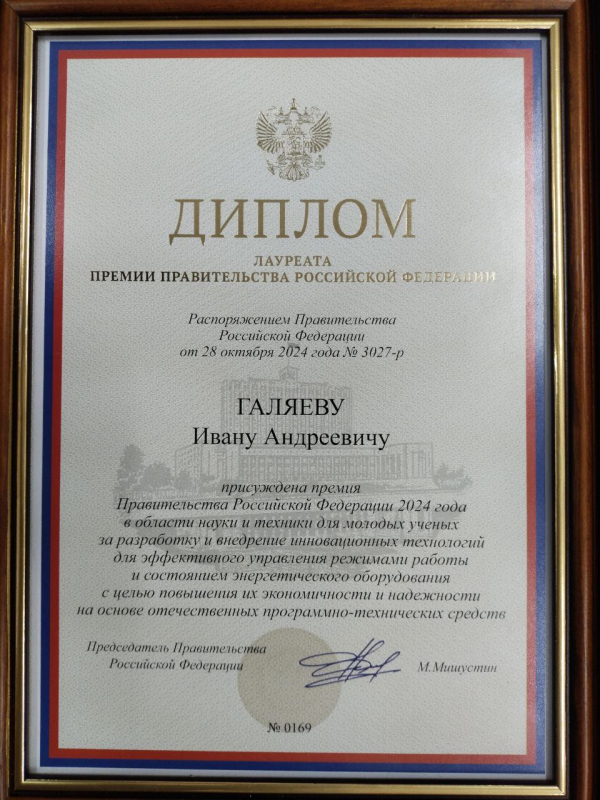 ДИПЛОМ
ЛАУРЕАТА
ПРЕМИИ ПРАВИТЕЛЬСТВА РОССИЙСКОЙ ФЕДЕРАЦИИ
Распоряжением Правительства
Российской Федерации
от 28 октября 2024 года № 3027-р
ГАЛЯЕВУ
Ивану Андреевичу
присуждена премия
Правительства Российской Федерации 2024 года
в области науки и техники для молодых ученых
за разработку и внедрение инновационных технологий
для эффективного управления режимами работы
и состоянием энергетического оборудования
с целью повышения их экономичности и надежности
на основе отечественных программно-технических средств
Председатель Правительства
Российской Федерации
М.Мишустин
№ 0169